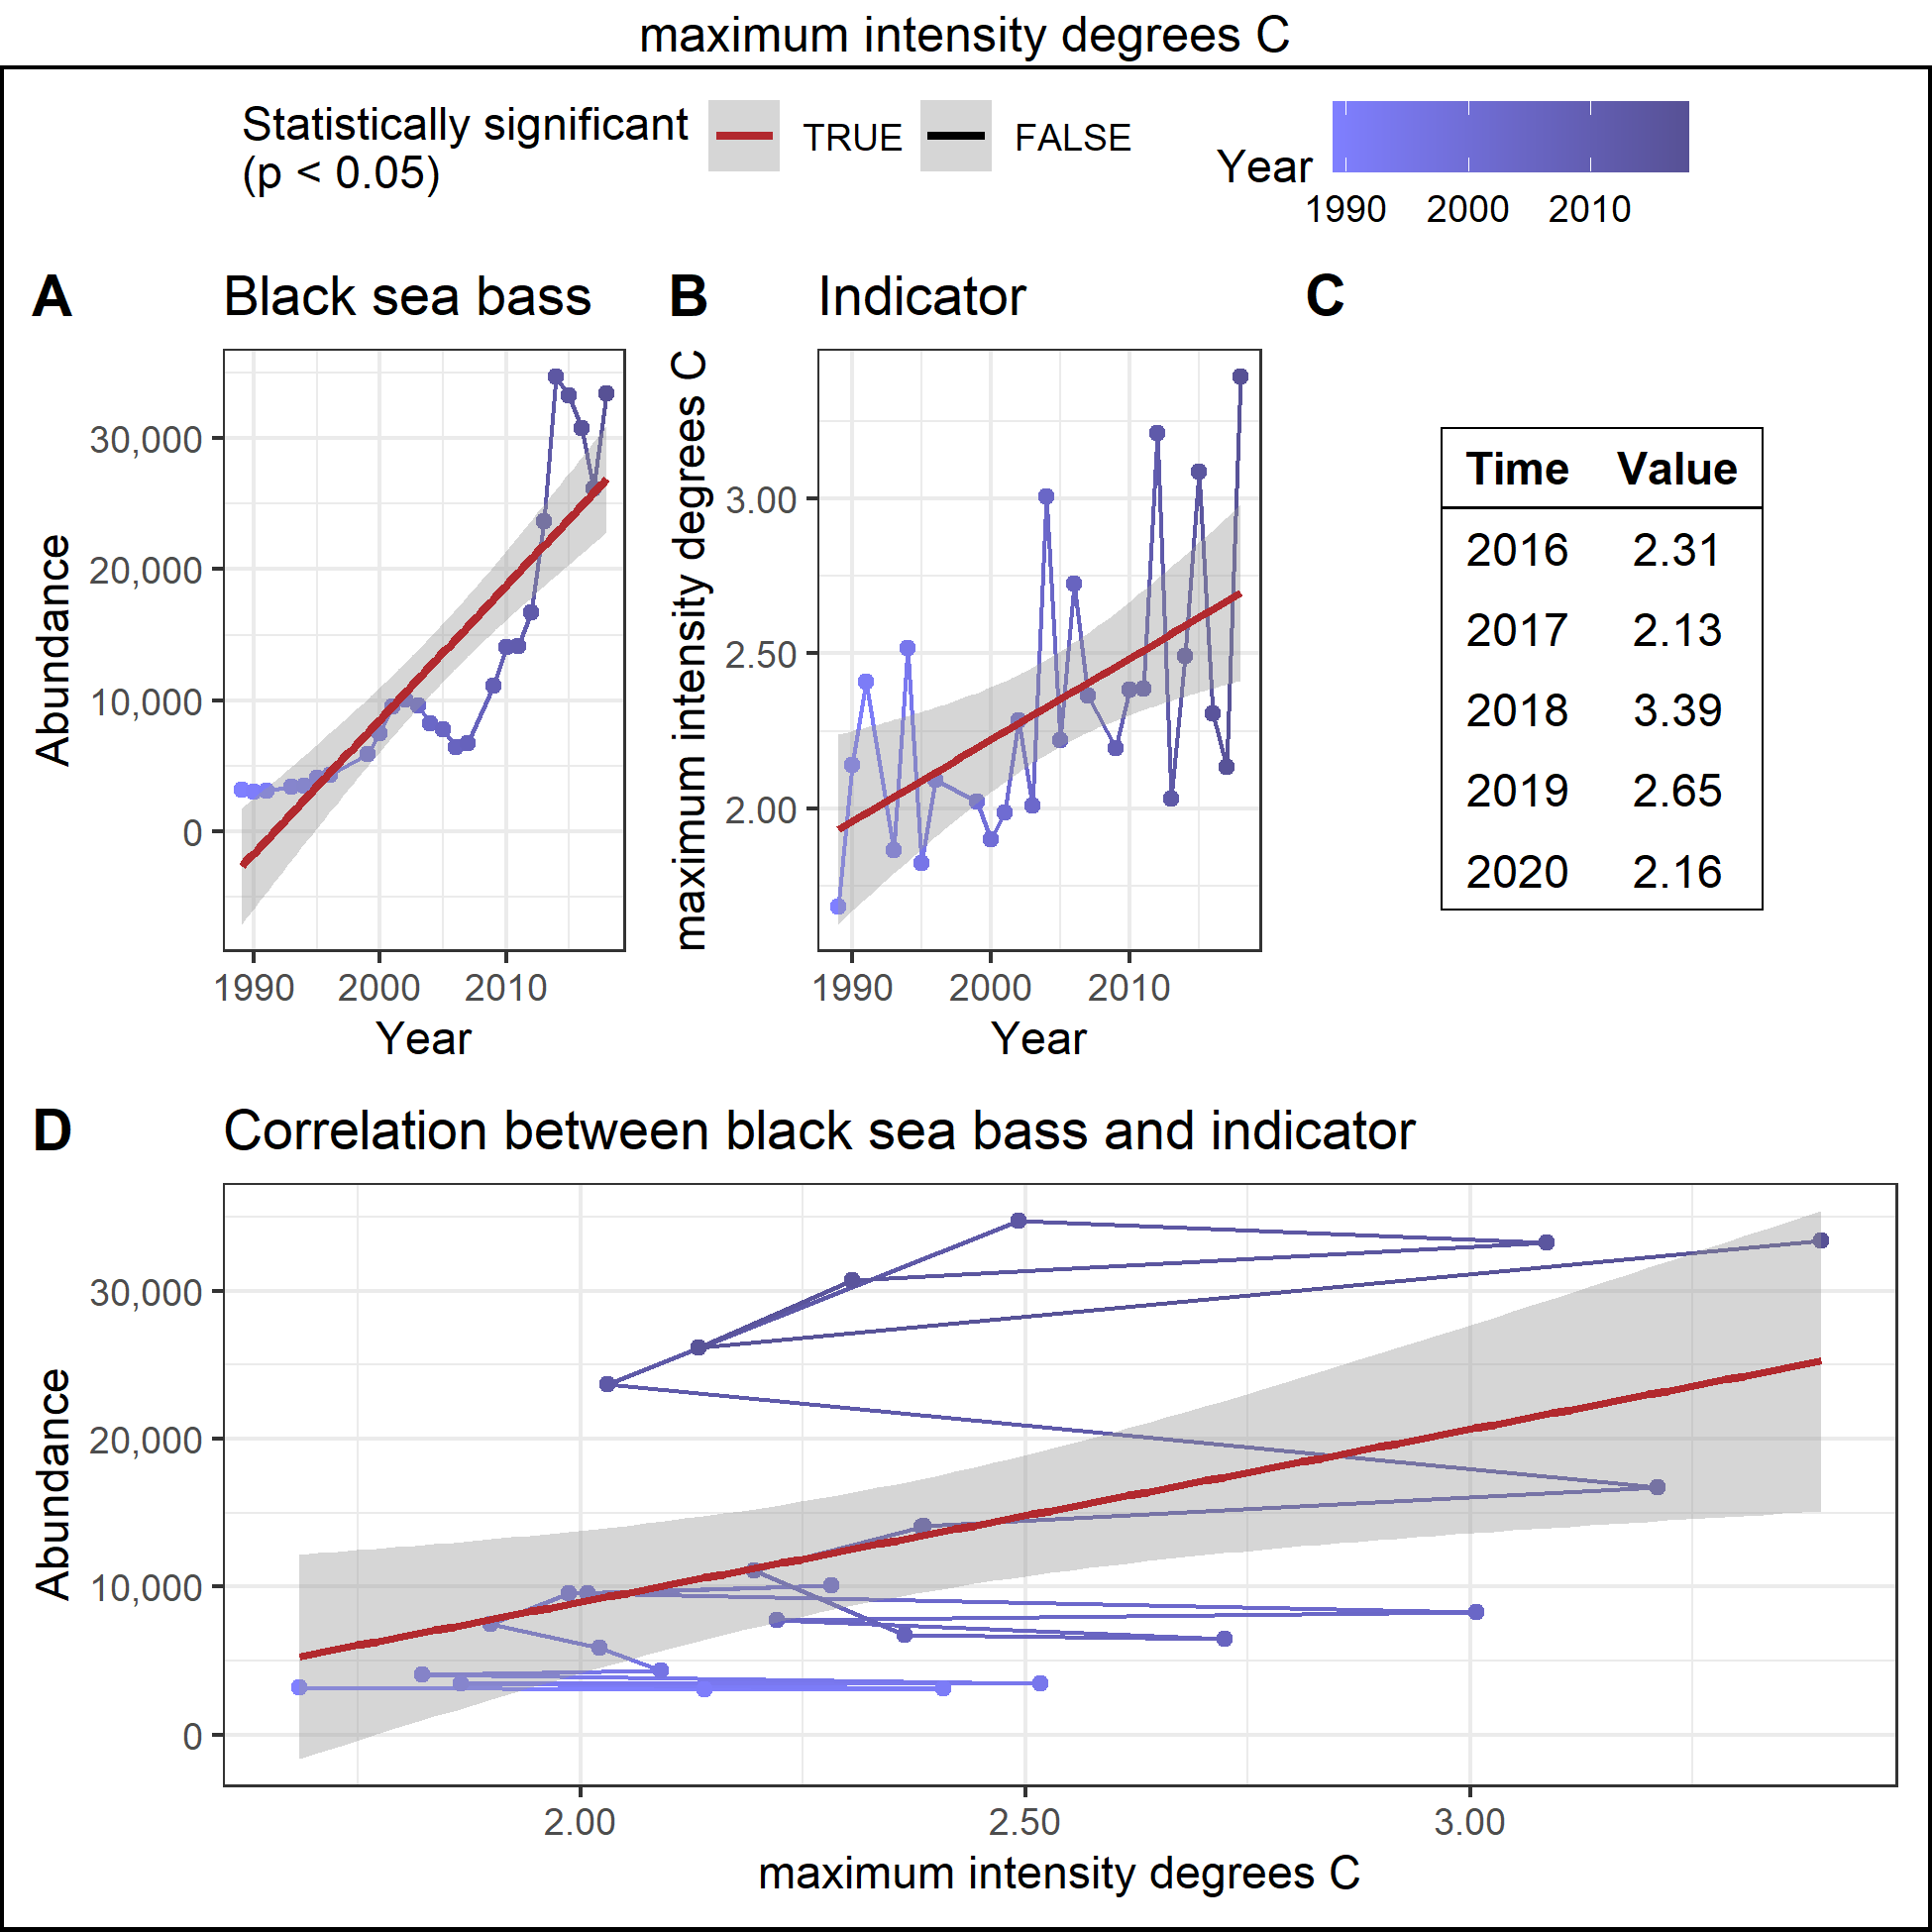 maximum intensity degrees C
Statistically significant
(p < 0.05)
TRUE
FALSE
Year
1990 2000 2010
A
Black sea bass
Abundance
30,000
20,000
10,000
0
1990 2000 2010
Year
B
Indicator
maximum intensity degrees C
3.00
2.50
2.00
1990 2000 2010
Year
C
Time Value
2016 2.31
2017 2.13
2018 3.39
2019 2.65
2020 2.16
D
Correlation between black sea bass and indicator
Abundance
30,000
20,000
10,000
0
2.00 2.50 3.00
maximum intensity degrees C